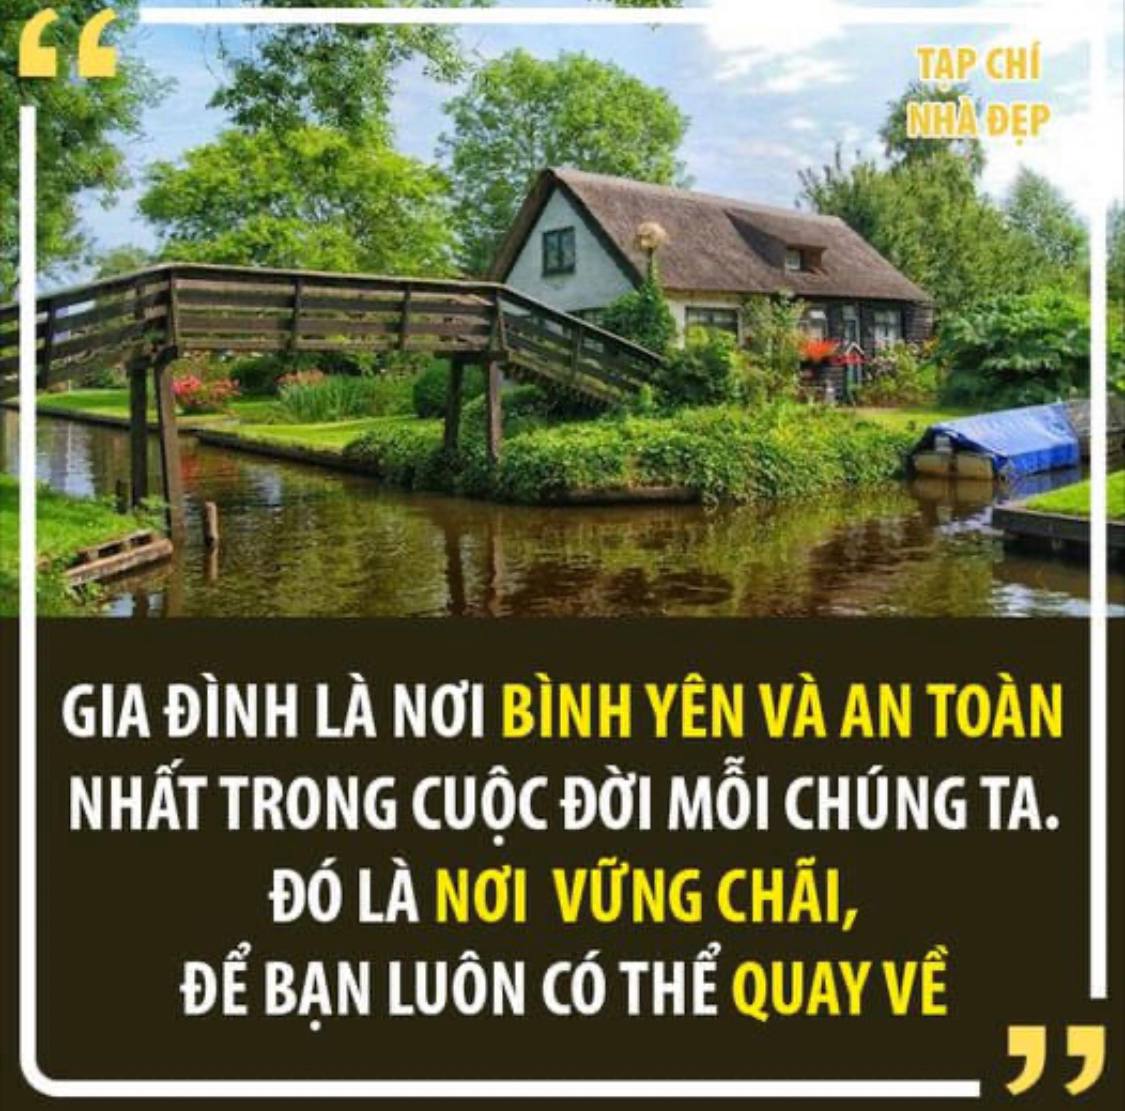 TẠP CHÍ
NHÀ ĐẸP
GIA ĐÌNH LÀ NƠI BÌNH YÊN VÀ AN TOÀN
NHẤT TRONG CUỘC ĐỜI MỖI CHÚNG TA.
ĐÓ LÀ NƠI VỮNG CHÃI,
ĐỂ BẠN LUÔN CÓ THỂ QUAY VỀ